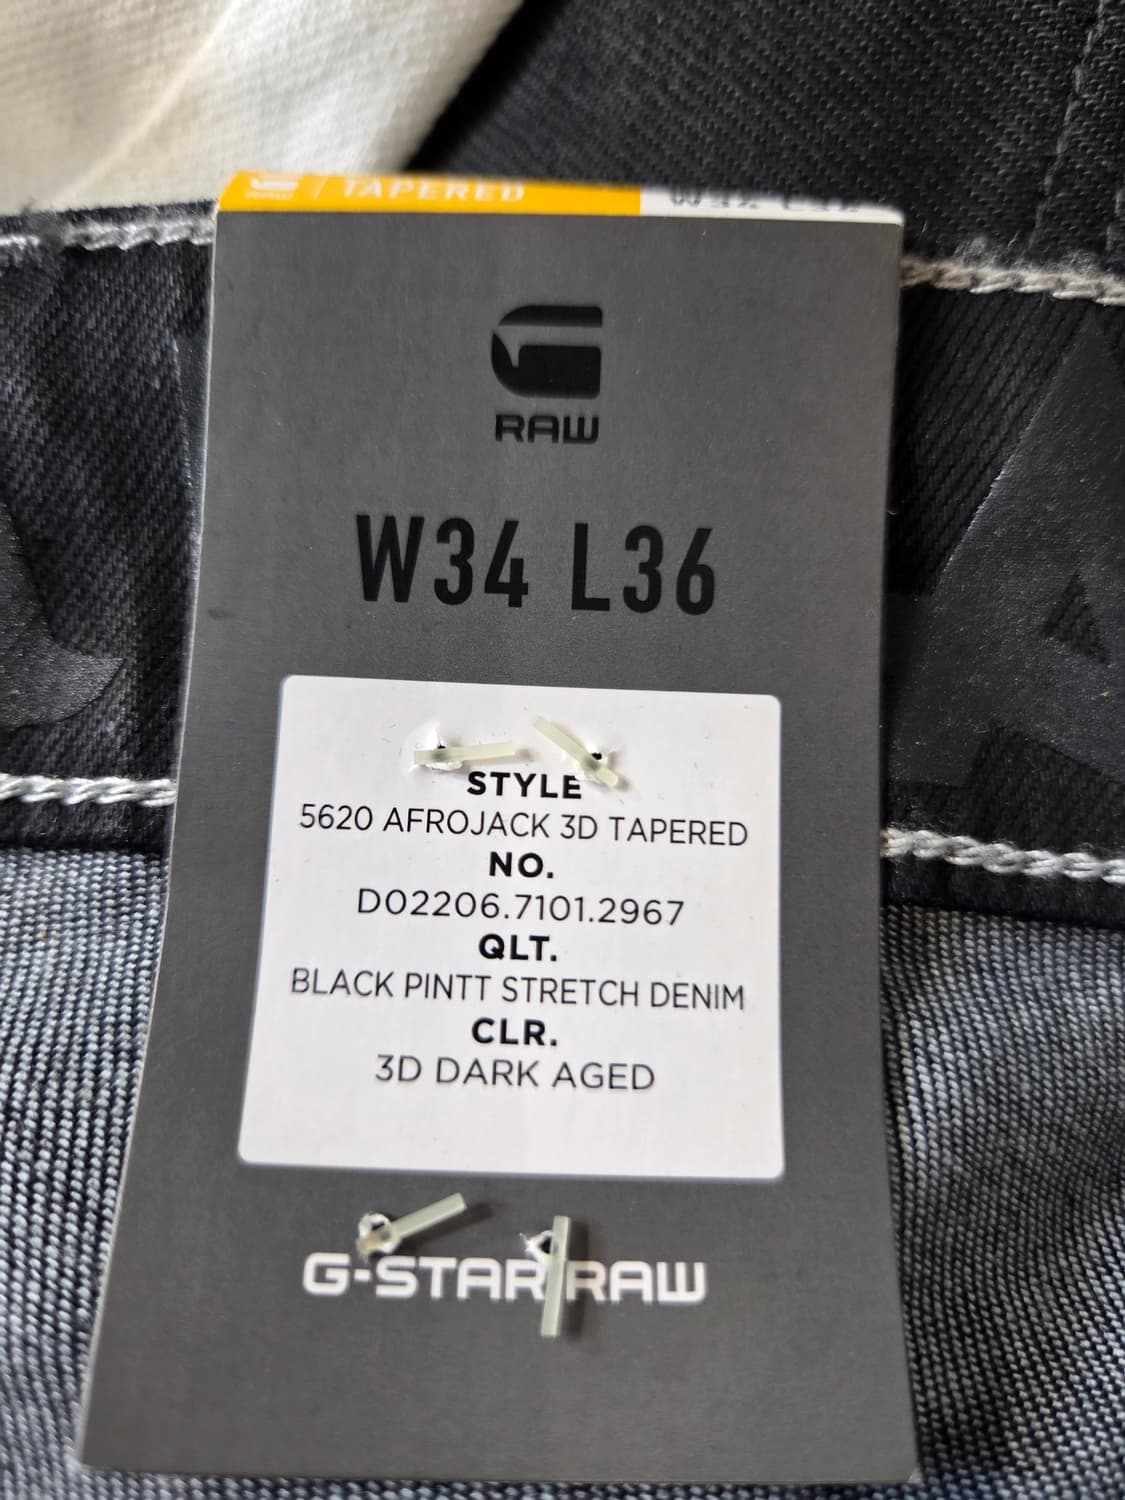 RAW / TAPERED
RAW
W34 L36
STYLE
5620 AFROJACK 3D TAPERED
NO.
D02206.7101.2967
QLT.
BLACK PINTT STRETCH DENIM
CLR.
3D DARK AGED
G-STAR RAW